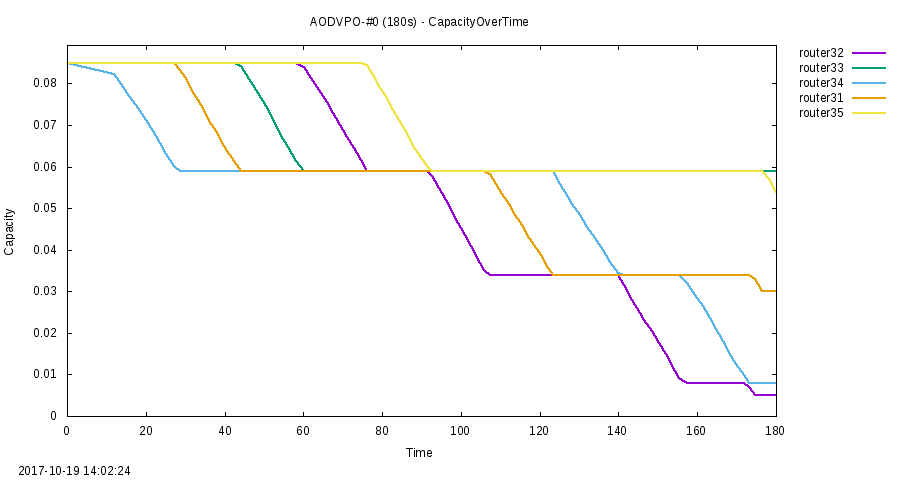 AODVPO-#0 (180s) - CapacityOverTime
router32
router33
router34
router31
router35
0.08
0.07
0.06
0.05
0.04
0.03
0.02
0.01
0
Capacity
0 20 40 60 80 100 120 140 160 180
Time
2017-10-19 14:02:24